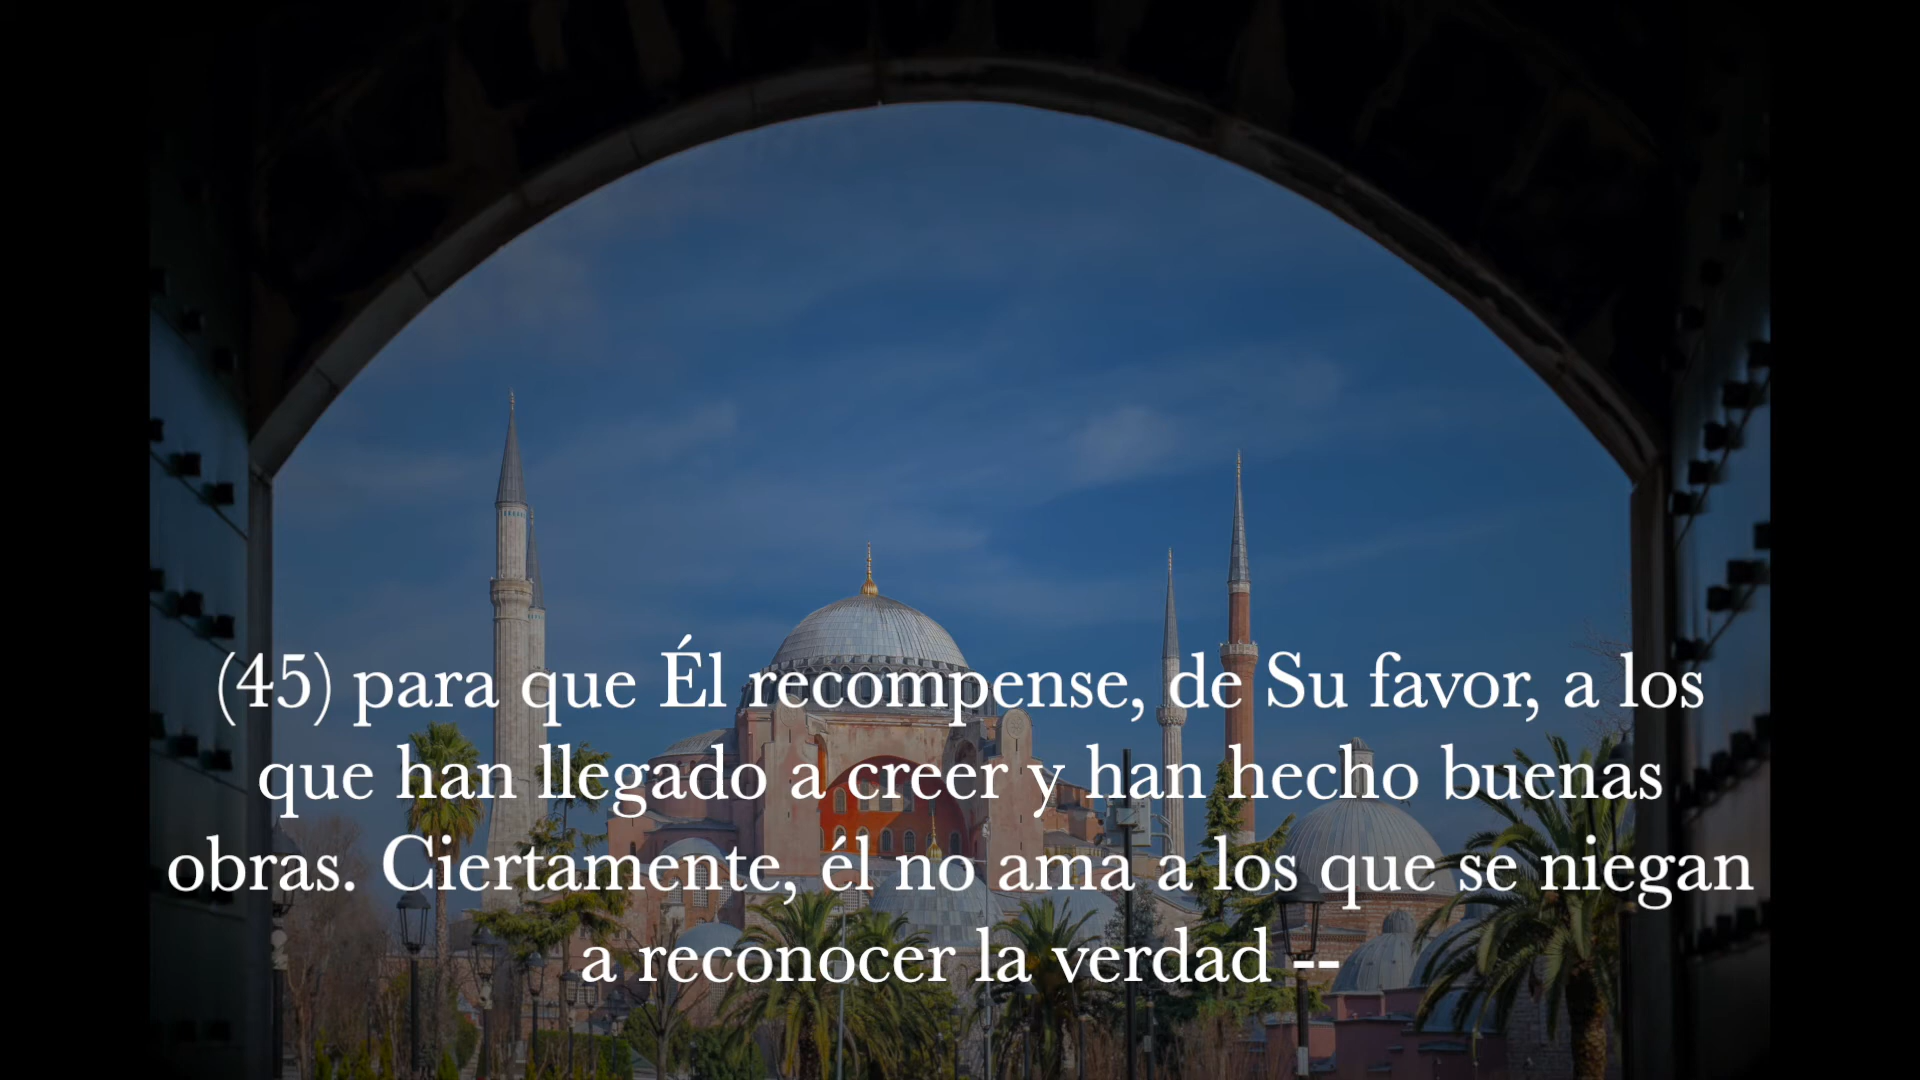 (45) para que Él recompense, de Su favor, a los
que han llegado a creer y han hecho buenas
obras. Ciertamente, él no ama a los que se niegan
a reconocer la verdad --